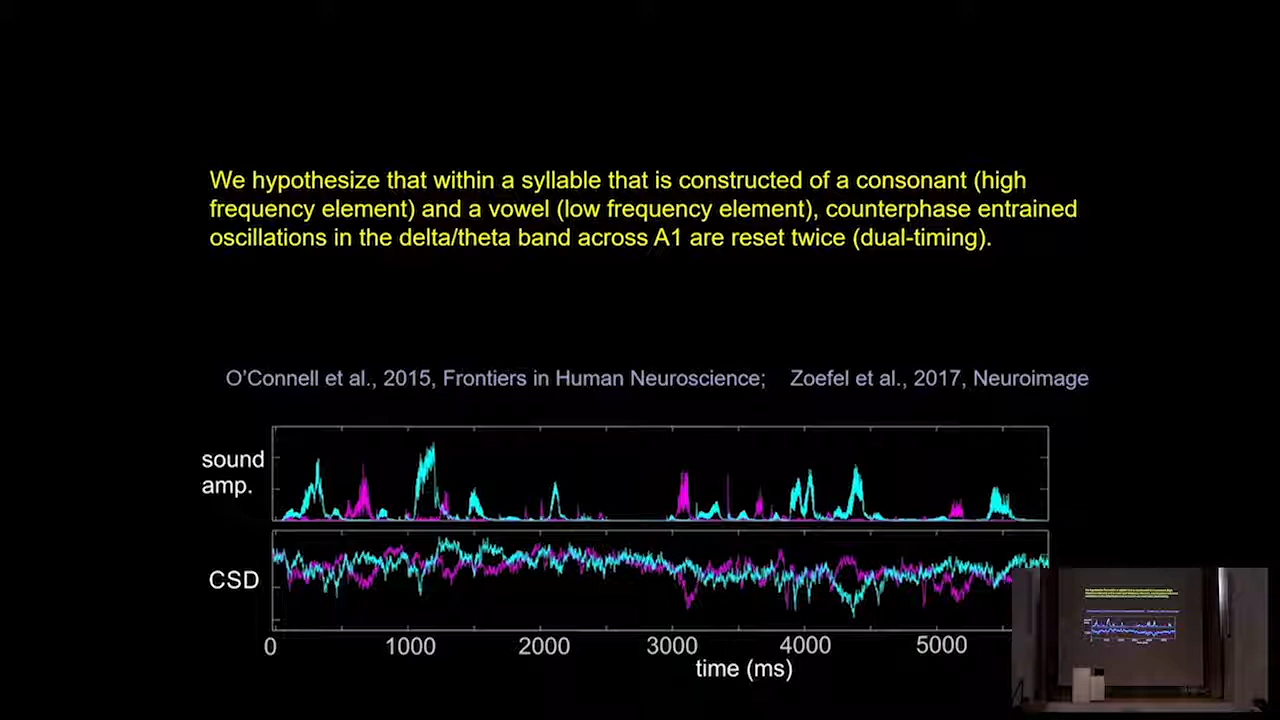 We hypothesize that within a syllable that is constructed of a consonant (high
frequency element) and a vowel (low frequency element), counterphase entrained
oscillations in the delta/theta band across A1 are reset twice (dual-timing).
O'Connell et al., 2015, Frontiers in Human Neuroscience; Zoefel et al., 2017, Neuroimage
sound
amp.
CSD
0 1000 2000 3000 4000 5000
time (ms)